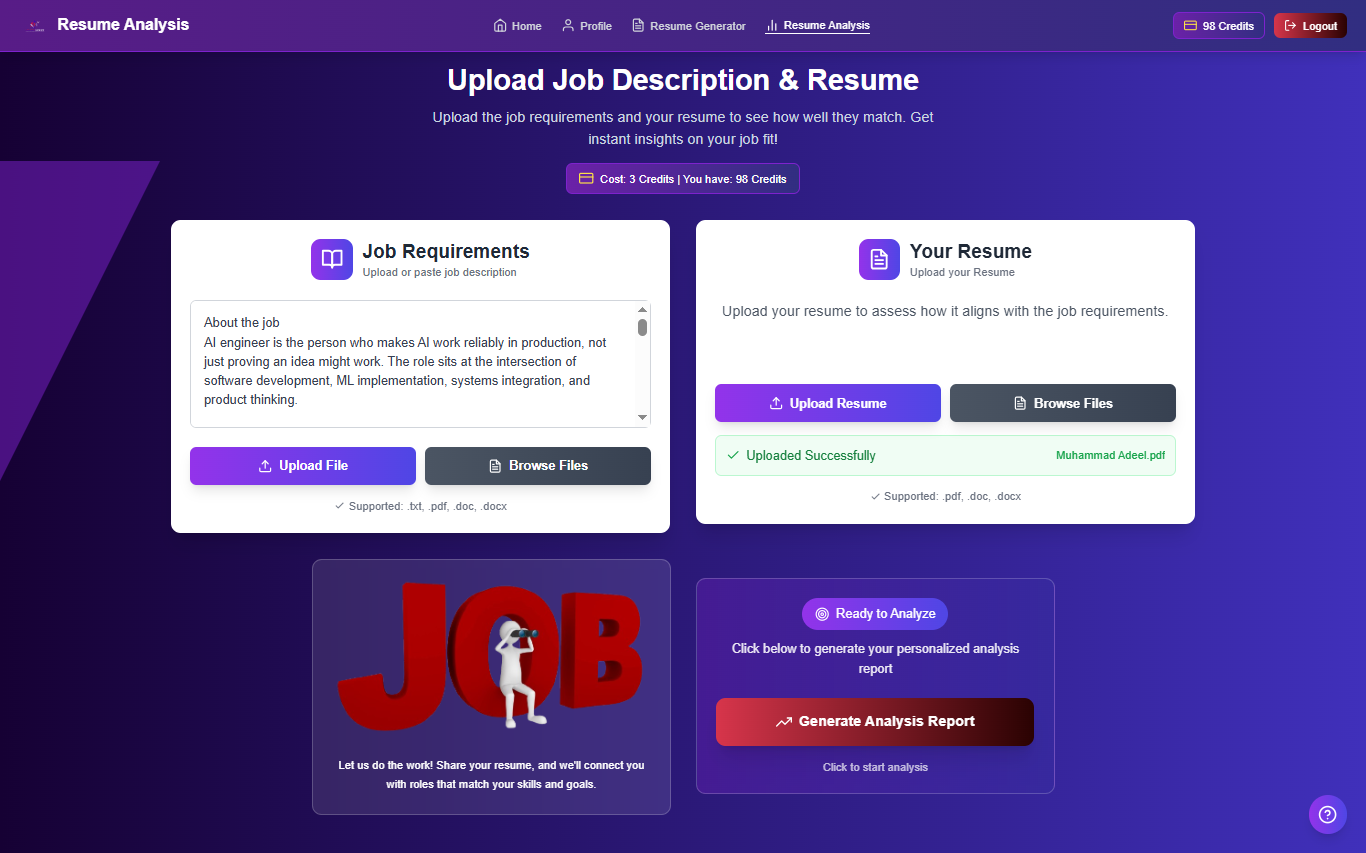 Resume Analysis
Home
Profile
Resume Generator
Resume Analysis
98 Credits
Logout
Upload Job Description & Resume
Upload the job requirements and your resume to see how well they match. Get
instant insights on your job fit!
Cost: 3 Credits | You have: 98 Credits
Job Requirements
Upload or paste job description
About the job
AI engineer is the person who makes AI work reliably in production, not
just proving an idea might work. The role sits at the intersection of
software development, ML implementation, systems integration, and
product thinking.
Upload File
Browse Files
Supported: .txt, .pdf, .doc, .docx
Your Resume
Upload your Resume
Upload your resume to assess how it aligns with the job requirements.
Upload Resume
Browse Files
Uploaded Successfully
Muhammad Adeel.pdf
Supported: .pdf, .doc, .docx
JOB
Let us do the work! Share your resume, and we'll connect you
with roles that match your skills and goals.
Ready to Analyze
Click below to generate your personalized analysis
report
Generate Analysis Report
Click to start analysis